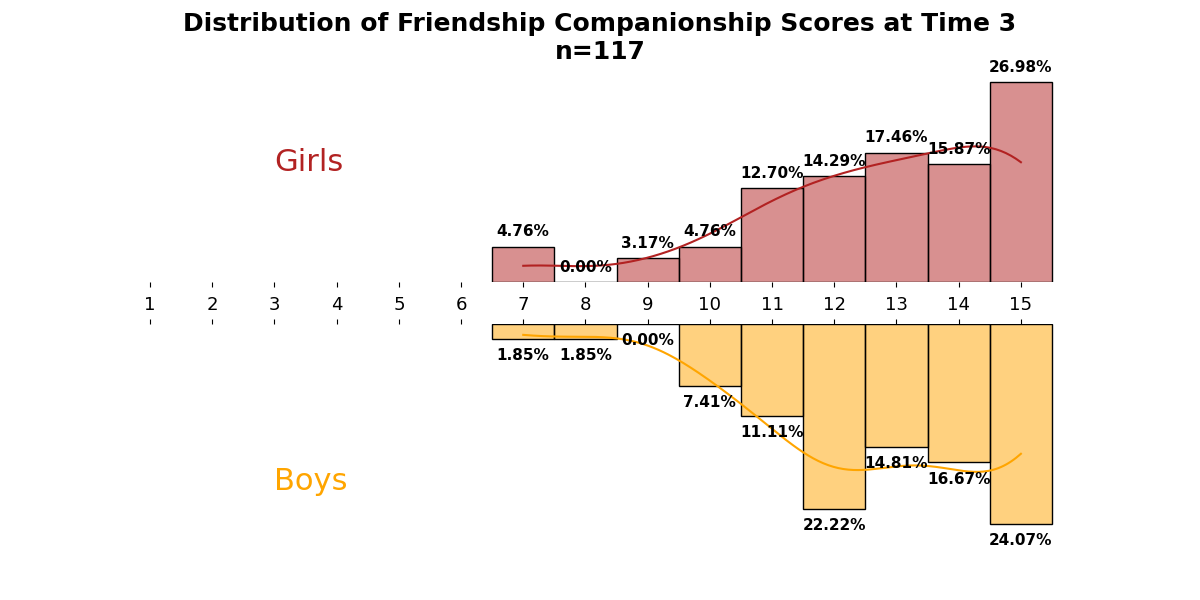 Distribution of Friendship Companionship Scores at Time 3
n=117
26.98%
17.46%
15.87%
14.29%
12.70%
Girls
4.76%
0.00%
3.17%
4.76%
1 2 3 4 5 6 7 8 9 10 11 12 13 14 15
1.85% 1.85% 0.00%
7.41%
11.11%
14.81%
16.67%
Boys
22.22%
24.07%